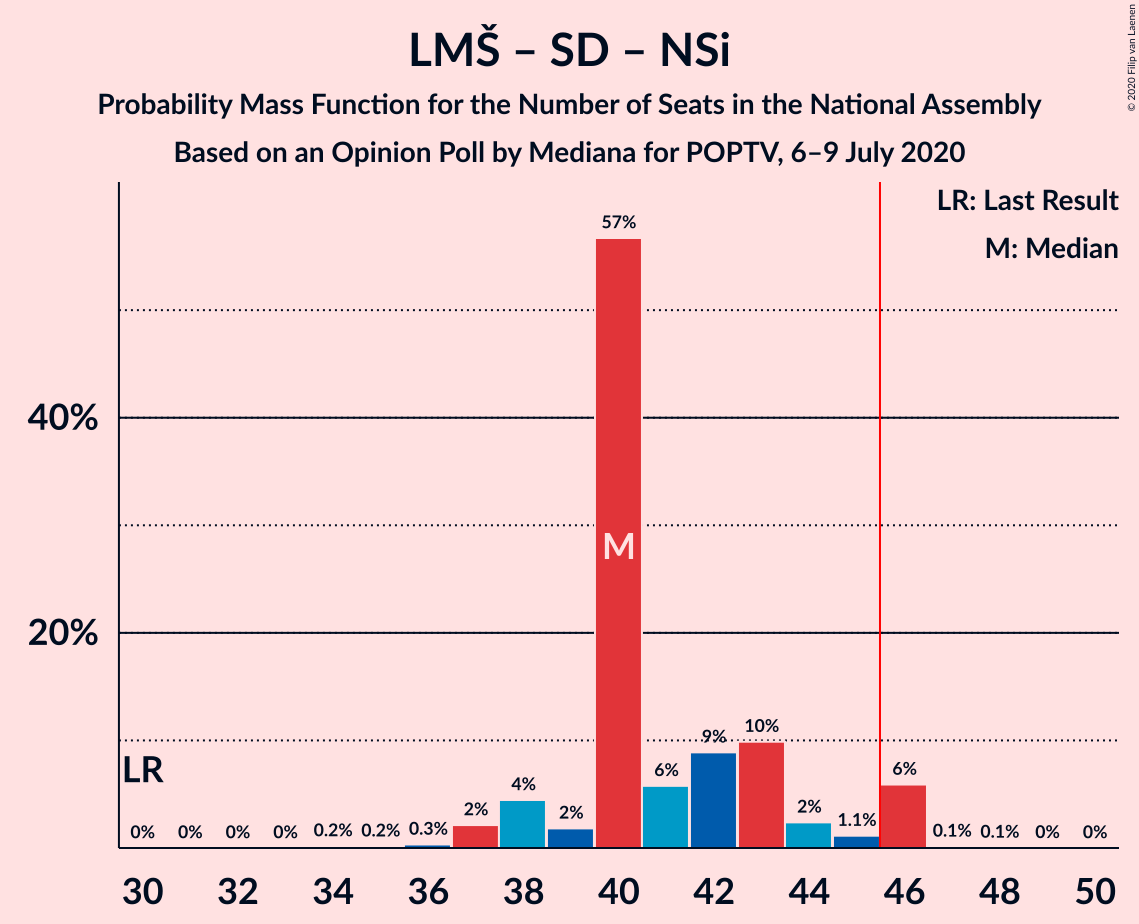 LMŠ – SD – NSi
Probability Mass Function for the Number of Seats in the National Assembly
Based on an Opinion Poll by Mediana for POPTV, 6–9 July 2020
© 2020 Filip van Laenen
LR: Last Result
M: Median
40%
20%
LR
M
0% 0% 0% 0% 0.2% 0.2% 0.3% 2% 4% 2% 57% 6% 9% 10% 2% 1.1% 6% 0.1% 0.1% 0% 0%
30 32 34 36 38 40 42 44 46 48 50